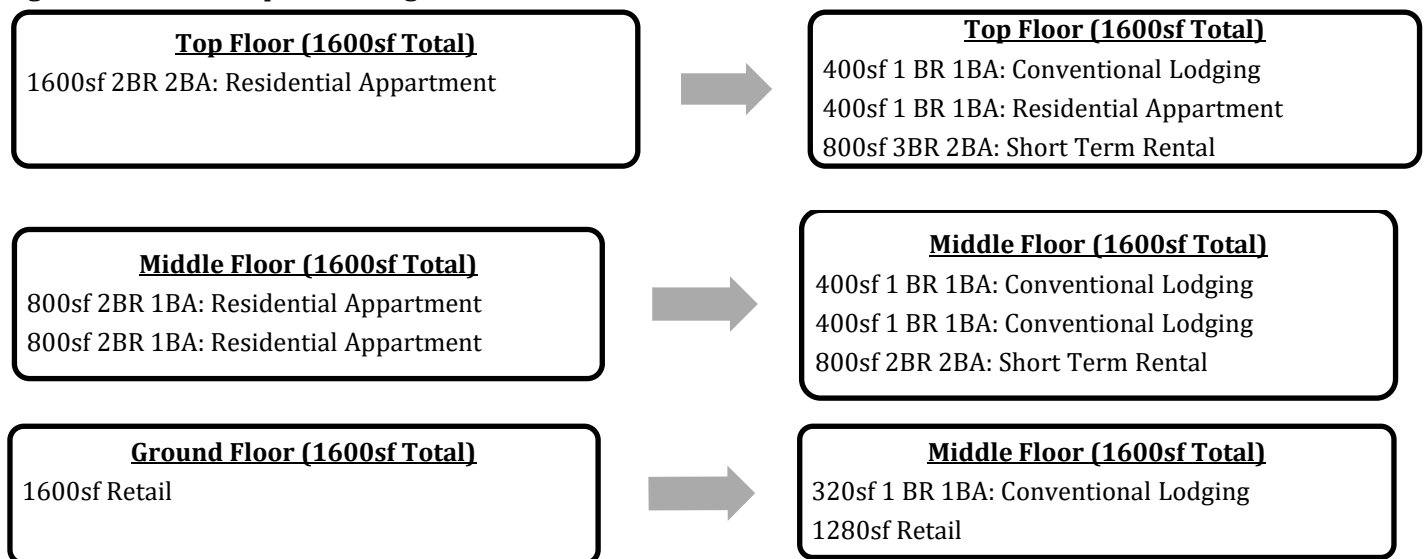 Top Floor (1600sf Total)
1600sf 2BR 2BA: Residential Appartment
Top Floor (1600sf Total)
400sf 1 BR 1BA: Conventional Lodging
400sf 1 BR 1BA: Residential Appartment
800sf 3BR 2BA: Short Term Rental
Middle Floor (1600sf Total)
800sf 2BR 1BA: Residential Appartment
800sf 2BR 1BA: Residential Appartment
Middle Floor (1600sf Total)
400sf 1 BR 1BA: Conventional Lodging
400sf 1 BR 1BA: Conventional Lodging
800sf 2BR 2BA: Short Term Rental
Ground Floor (1600sf Total)
1600sf Retail
Middle Floor (1600sf Total)
320sf 1 BR 1BA: Conventional Lodging
1280sf Retail